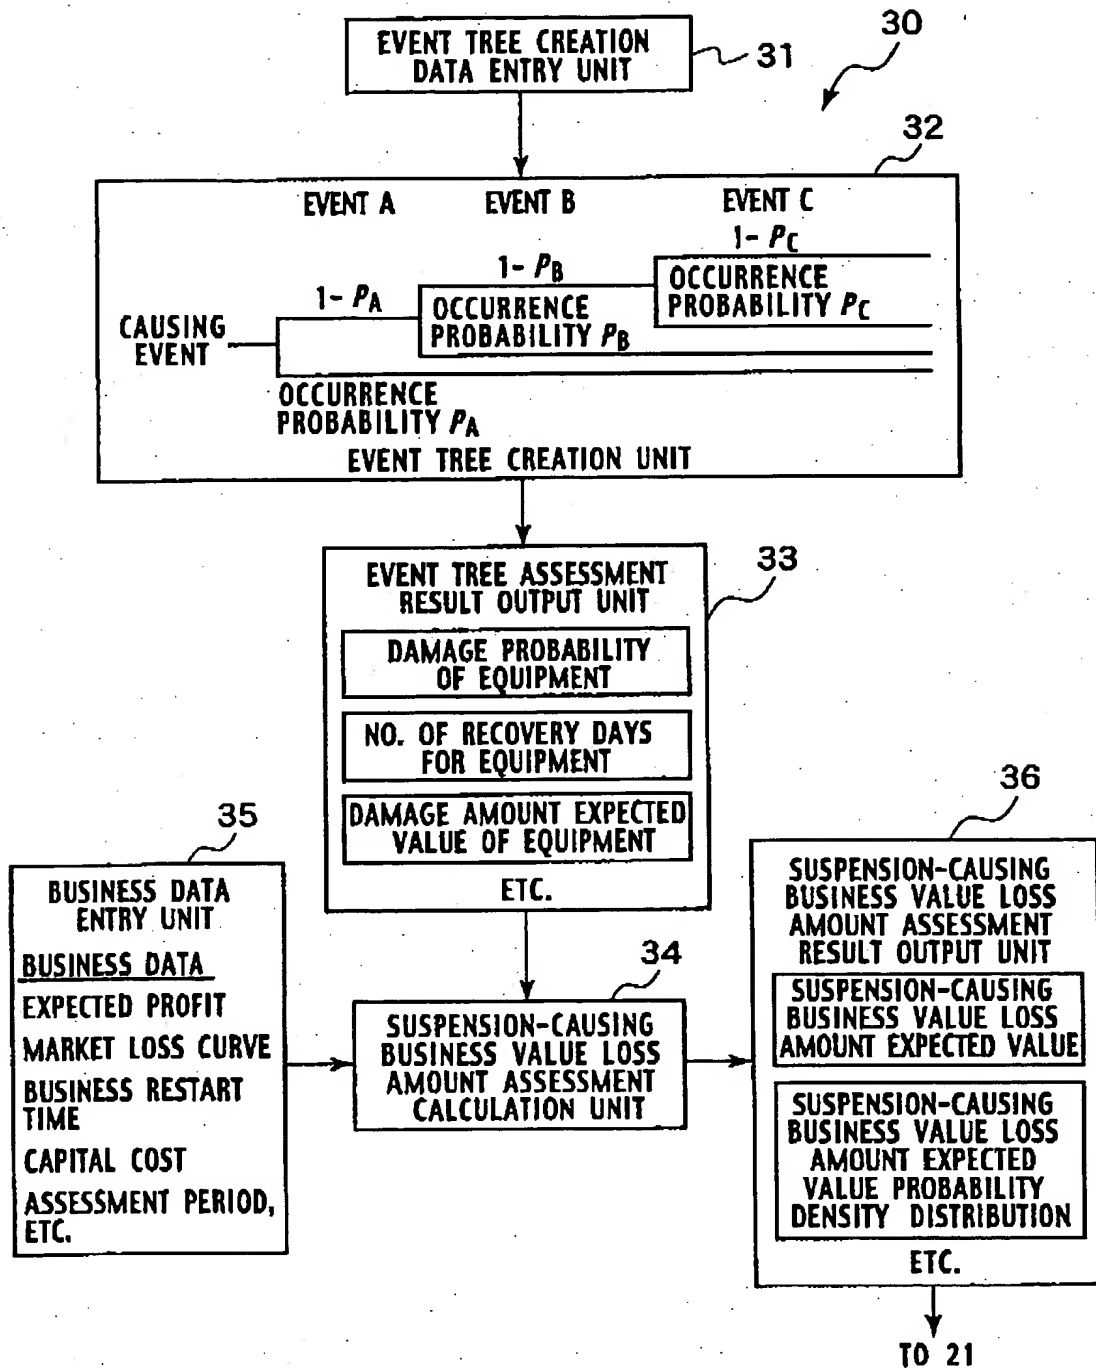 EVENT TREE CREATION
DATA ENTRY UNIT
31
30
32
EVENT A
EVENT B
EVENT C
1- PC
1- PB
OCCURRENCE
PROBABILITY PC
1- PA
OCCURRENCE
PROBABILITY PB
CAUSING
EVENT
OCCURRENCE
PROBABILITY PA
EVENT TREE CREATION UNIT
33
EVENT TREE ASSESSMENT
RESULT OUTPUT UNIT
DAMAGE PROBABILITY
OF EQUIPMENT
NO. OF RECOVERY DAYS
FOR EQUIPMENT
DAMAGE AMOUNT EXPECTED
VALUE OF EQUIPMENT
ETC.
35
BUSINESS DATA
ENTRY UNIT
BUSINESS DATA
EXPECTED PROFIT
MARKET LOSS CURVE
BUSINESS RESTART
TIME
CAPITAL COST
ASSESSMENT PERIOD,
ETC.
34
SUSPENSION-CAUSING
BUSINESS VALUE LOSS
AMOUNT ASSESSMENT
CALCULATION UNIT
36
SUSPENSION-CAUSING
BUSINESS VALUE LOSS
AMOUNT ASSESSMENT
RESULT OUTPUT UNIT
SUSPENSION-CAUSING
BUSINESS VALUE LOSS
AMOUNT EXPECTED VALUE
SUSPENSION-CAUSING
BUSINESS VALUE LOSS
AMOUNT EXPECTED
VALUE PROBABILITY
DENSITY DISTRIBUTION
ETC.
TO 21